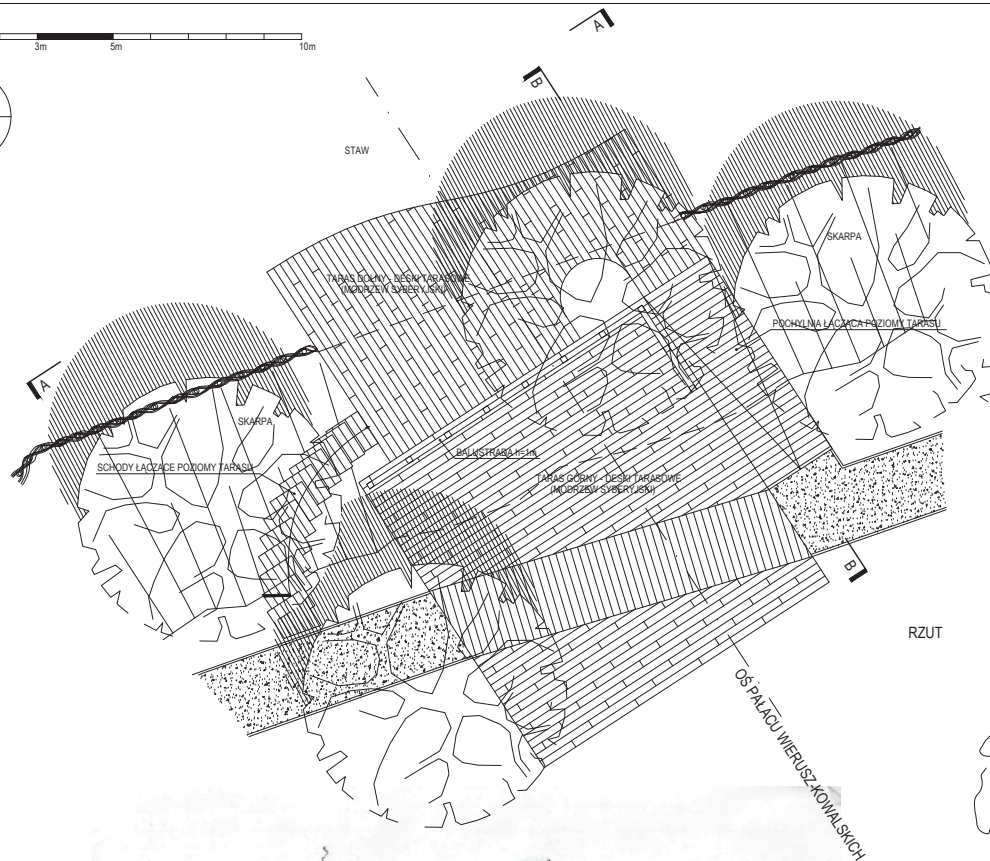 3m 5m 10m
A
B
STAW
SKARPA
TARAS DOLNY - DESKI TARASOWE
(MODRZEW SYBERYJSKI)
POCHYLNIA ŁĄCZĄCA POZIOMY TARASU
A
SKARPA
BALUSTRADA h=1m
SCHODY ŁĄCZĄCE POZIOMY TARASU
TARAS GÓRNY - DESKI TARASOWE
(MODRZEW SYBERYJSKI)
B
RZUT
OŚ PAŁACU WIERUSZ-KOWALSKICH